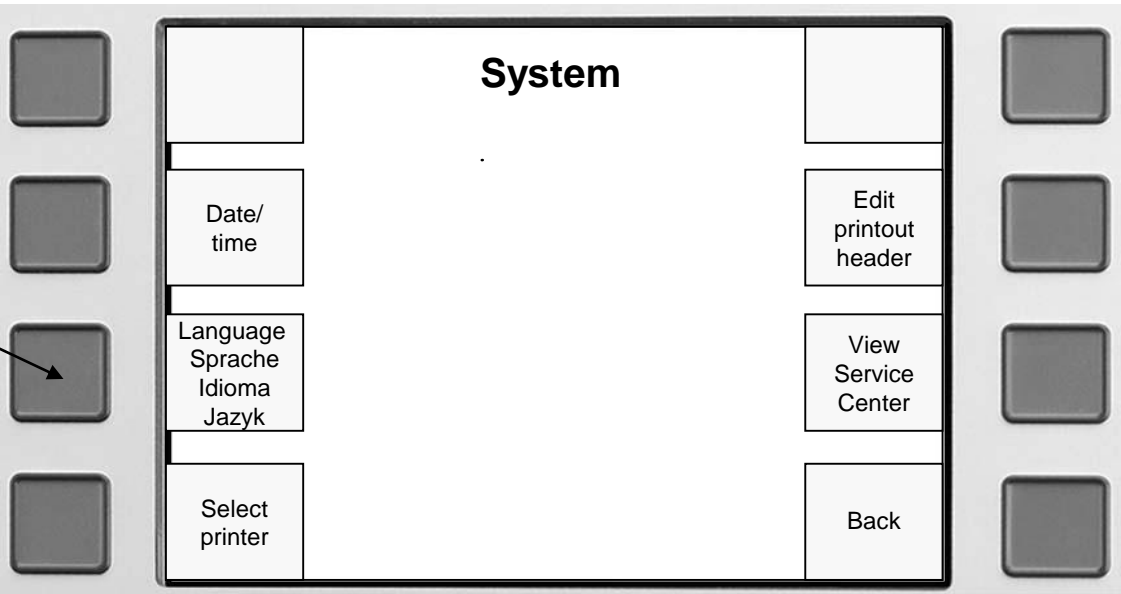 System
Date/
time
Edit
printout
header
Language
Sprache
Idioma
Jazyk
View
Service
Center
Select
printer
Back